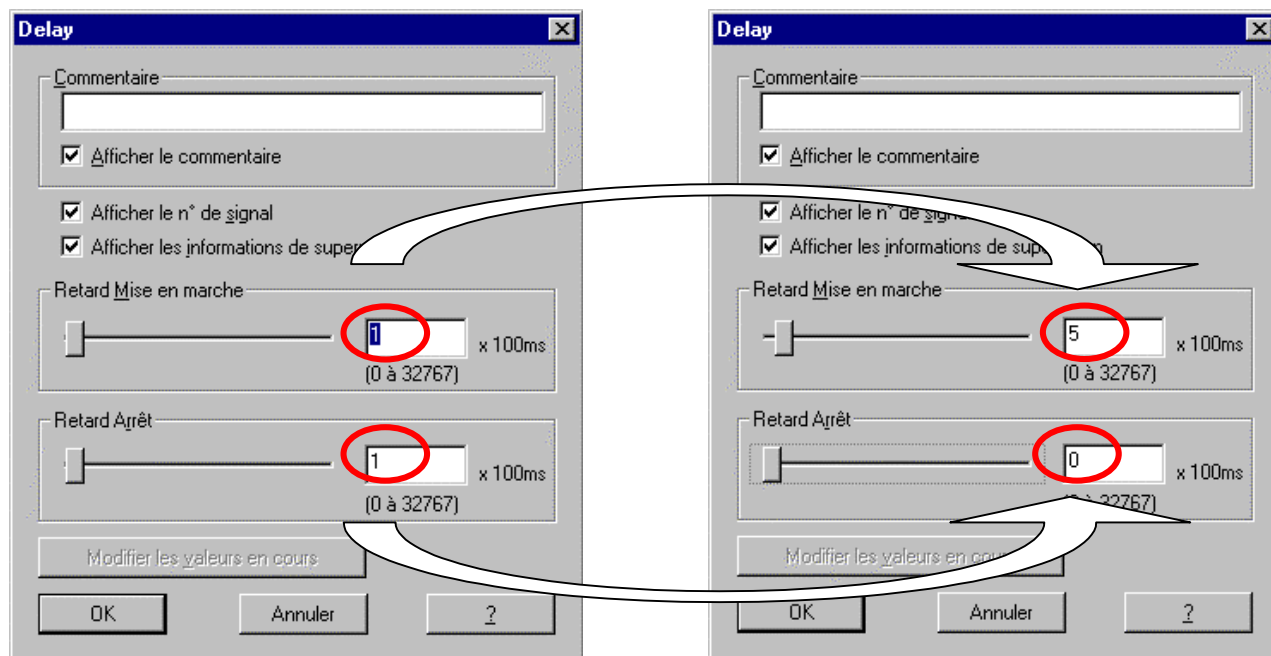 Delay
Commentaire
Afficher le commentaire
Afficher le n° de signal
Afficher les informations de super
Retard Mise en marche
1
x 100ms
(0 à 32767)
Retard Arrêt
1
x 100ms
(0 à 32767)
Modifier les valeurs en cours
OK
Annuler
?
Delay
Commentaire
Afficher le commentaire
Afficher le n° de signal
Afficher les informations de sup n
Retard Mise en marche
5
x 100ms
(0 à 32767)
Retard Arrêt
0
x 100ms
(0 à 32767)
Modifier les valeurs en cou
OK
Annuler
?